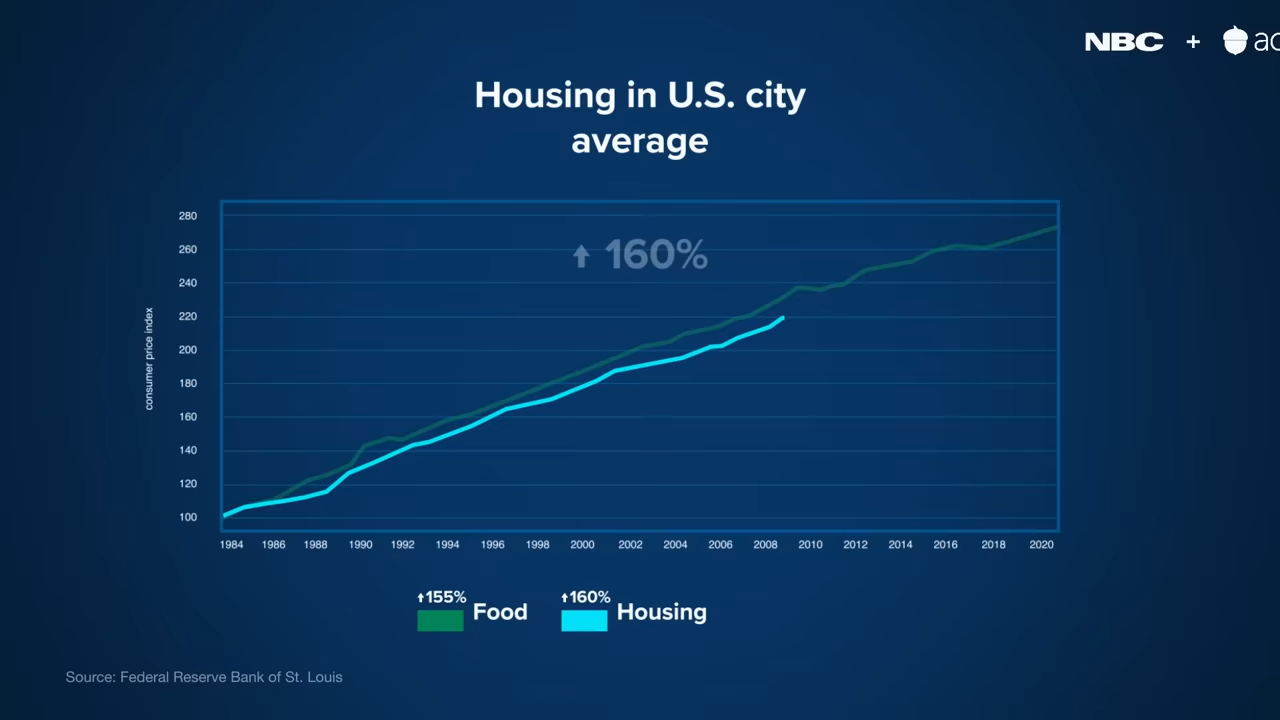 NBC + ac
Housing in U.S. city
average
280
260
240
220
200
180
160
140
120
100
consumer price index
160%
1984 1986 1988 1990 1992 1994 1996 1998 2000 2002 2004 2006 2008 2010 2012 2014 2016 2018 2020
155% Food
160% Housing
Source: Federal Reserve Bank of St. Louis